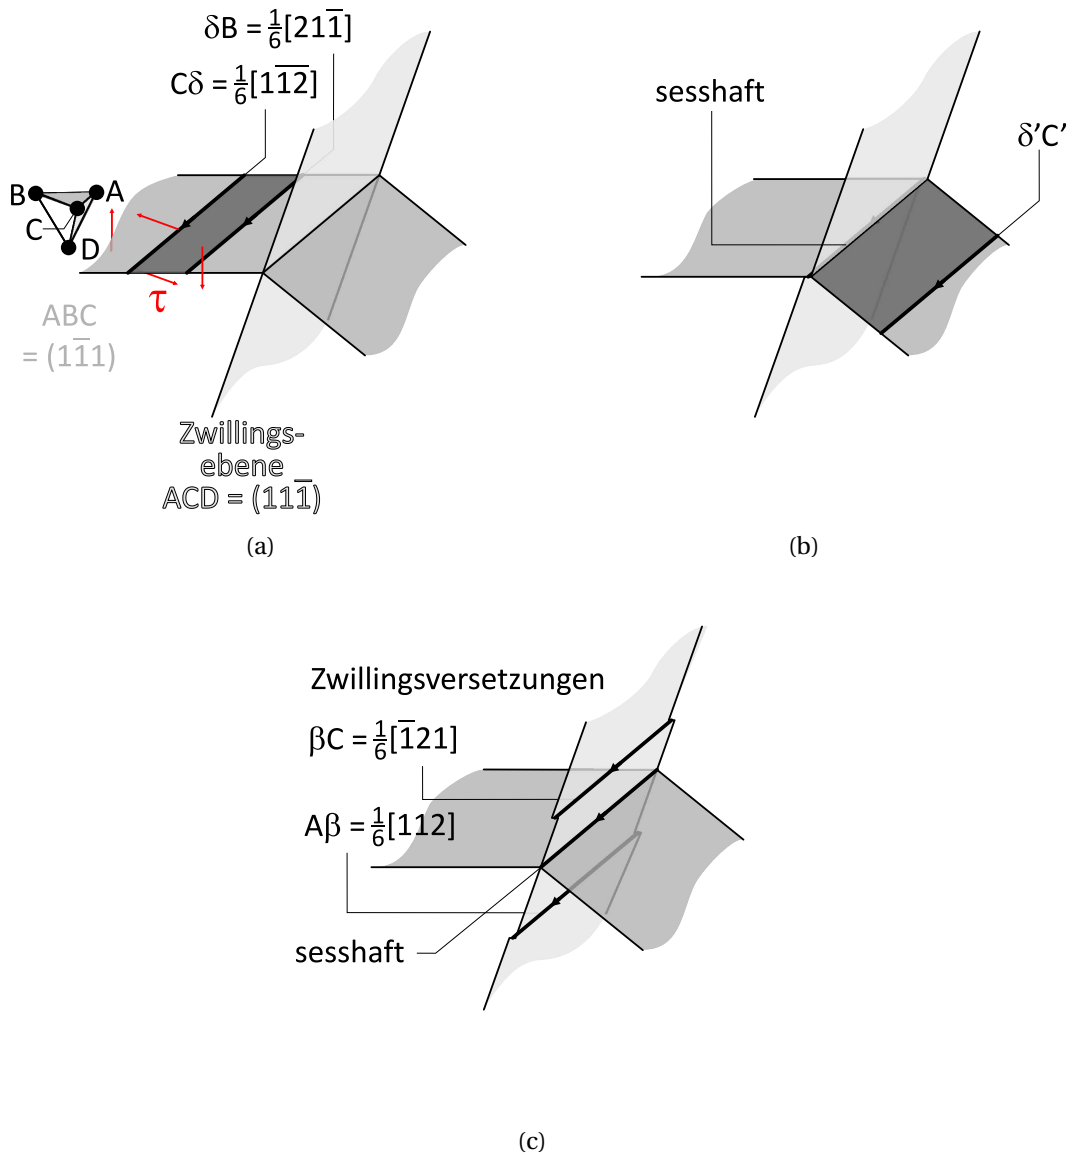 δB = 1/6[211̅]
Cδ = 1/6[11̅2̅]
B
A
C
D
τ
ABC
= (11̅1)
Zwillings-
ebene
ACD = (111̅)
(a)
sesshaft
δ’C’
(b)
Zwillingsversetzungen
βC = 1/6[1̅21]
Aβ = 1/6[112]
sesshaft
(c)